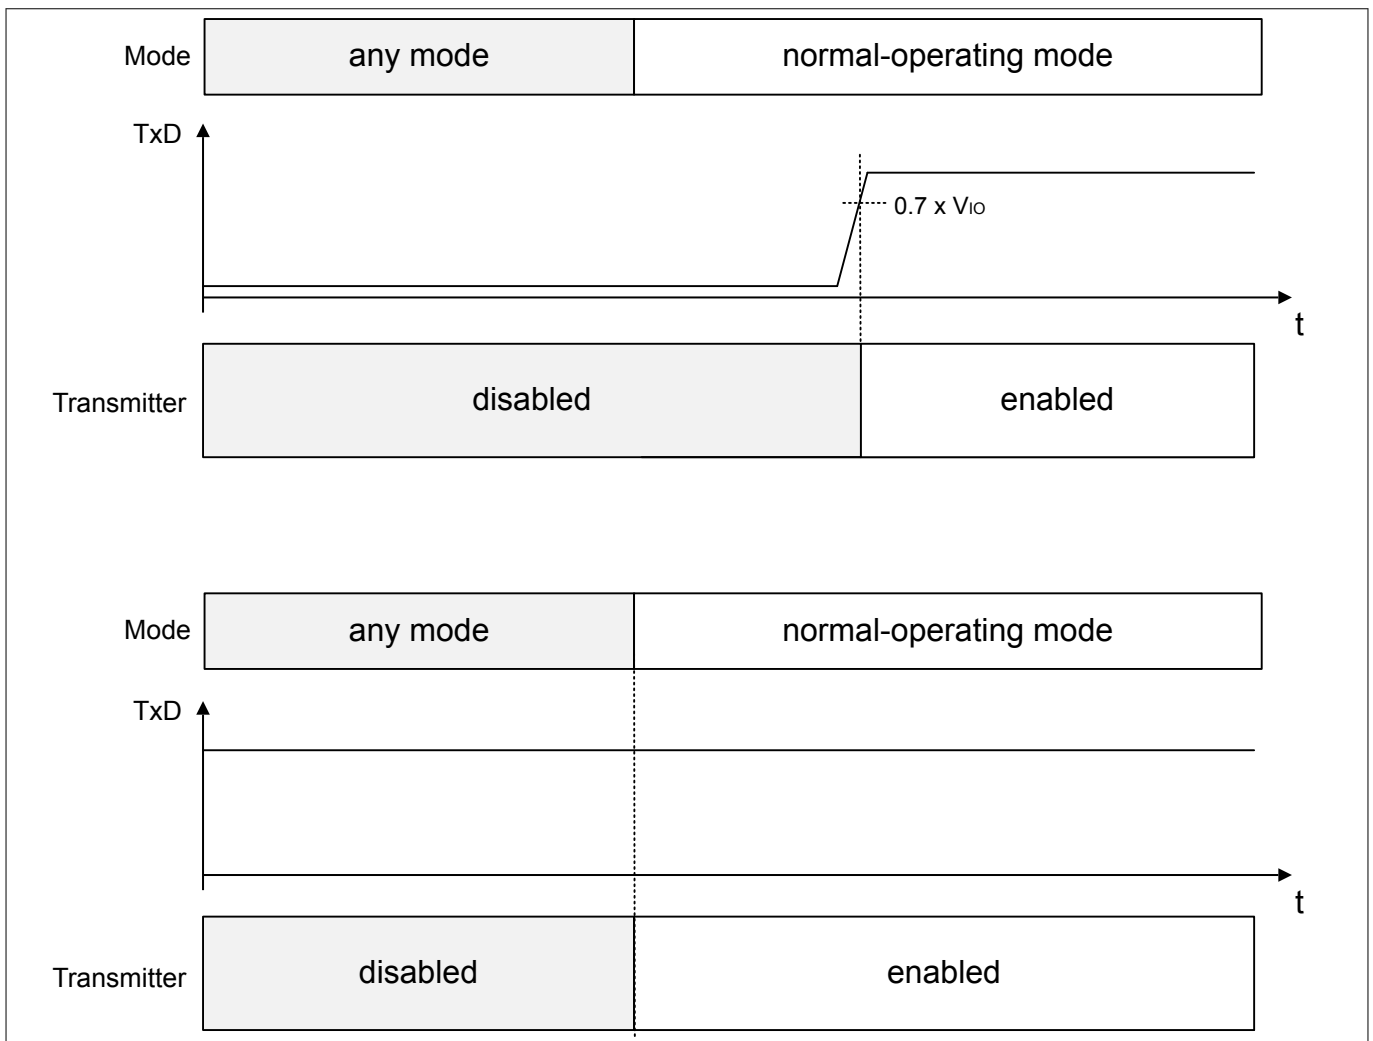 Mode any mode normal-operating mode
TxD
0.7 x VIO
t
Transmitter disabled enabled
Mode any mode normal-operating mode
TxD
t
Transmitter disabled enabled